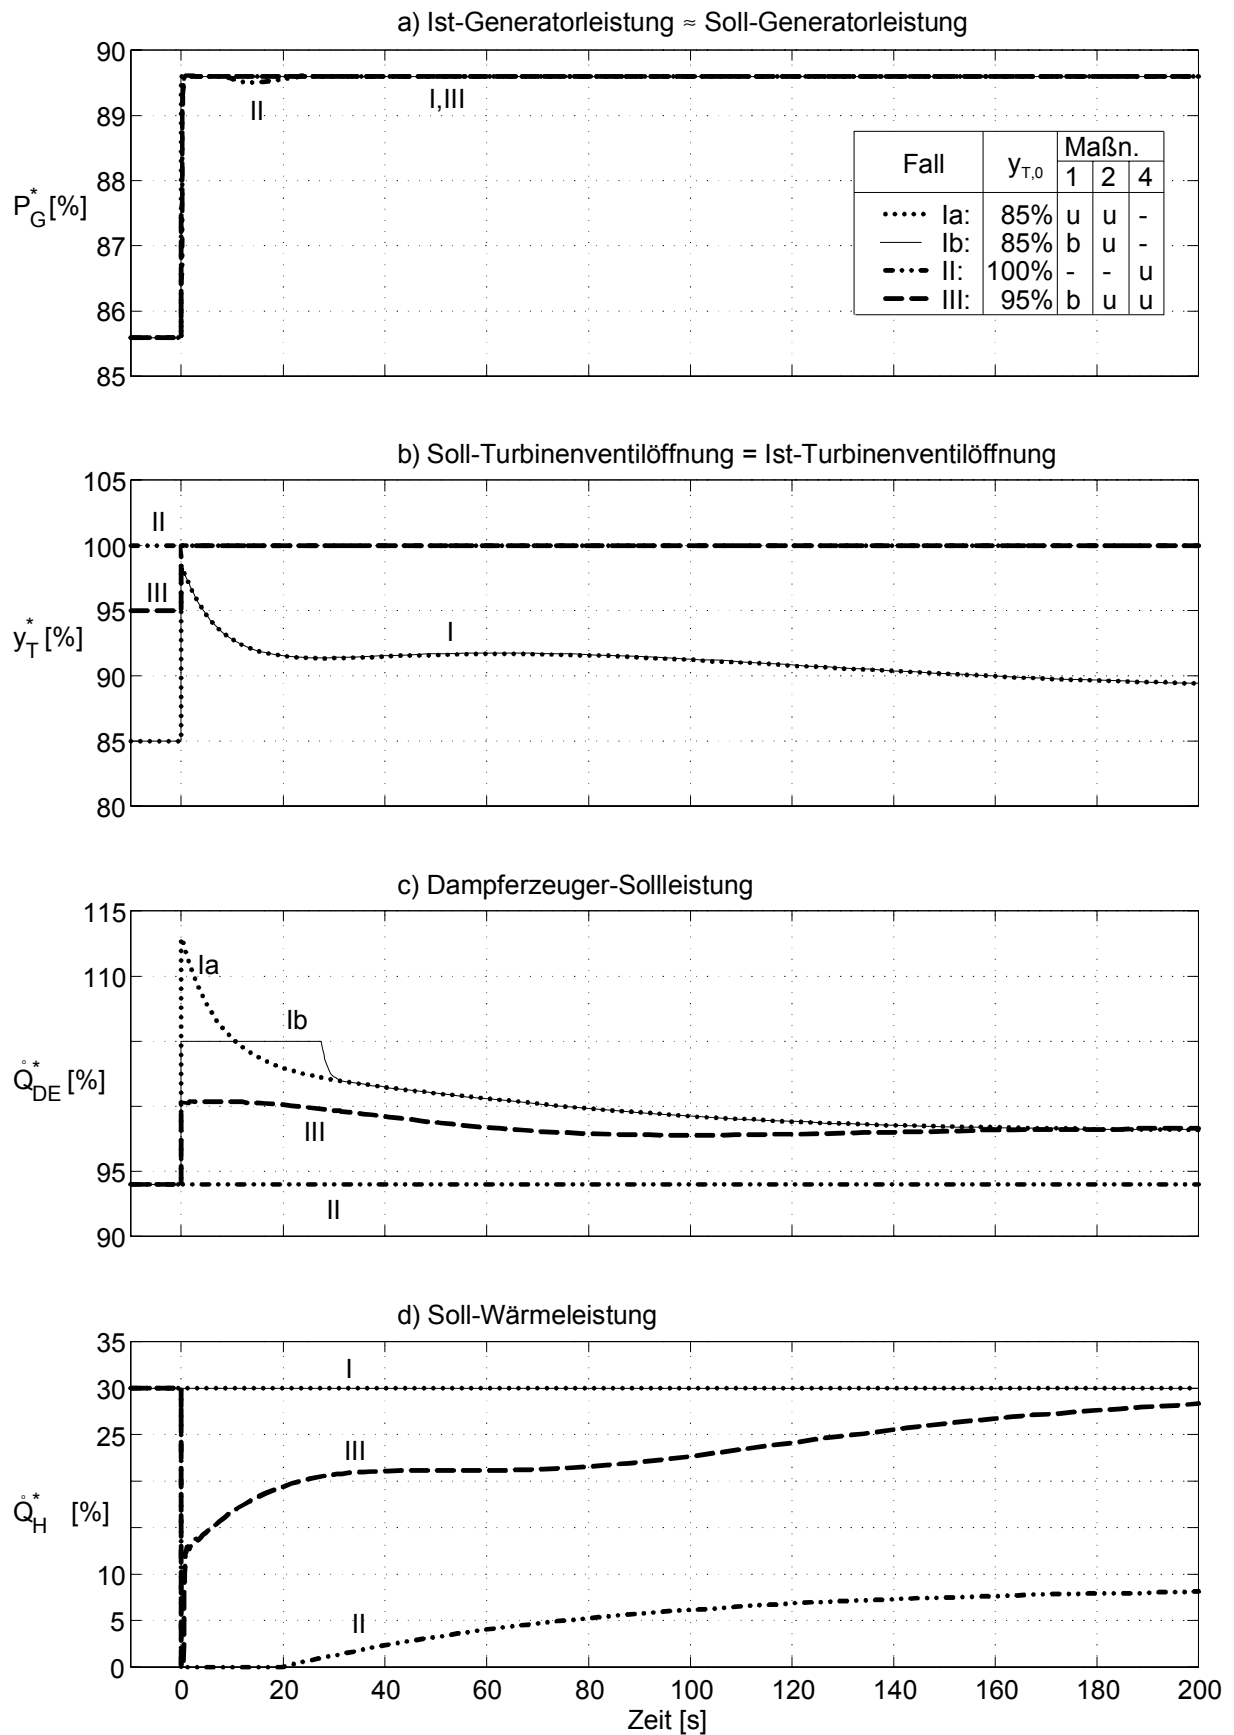 a) Ist-Generatorleistung ≈ Soll-Generatorleistung
90
89
88
87
86
85
P*G [%]
II
I,III
Fall yT,0 Maßn.
1 2 4
Ia: 85% u u -
Ib: 85% b u -
II: 100% - - u
III: 95% b u u
b) Soll-Turbinenventilöffnung = Ist-Turbinenventilöffnung
105
100
95
90
85
80
y*T [%]
II
III
I
c) Dampferzeuger-Sollleistung
115
110
95
90
Q̊*DE [%]
Ia
Ib
III
II
d) Soll-Wärmeleistung
35
30
25
10
5
0
Q̊*H [%]
I
III
II
0 20 40 60 80 100 120 140 160 180 200
Zeit [s]